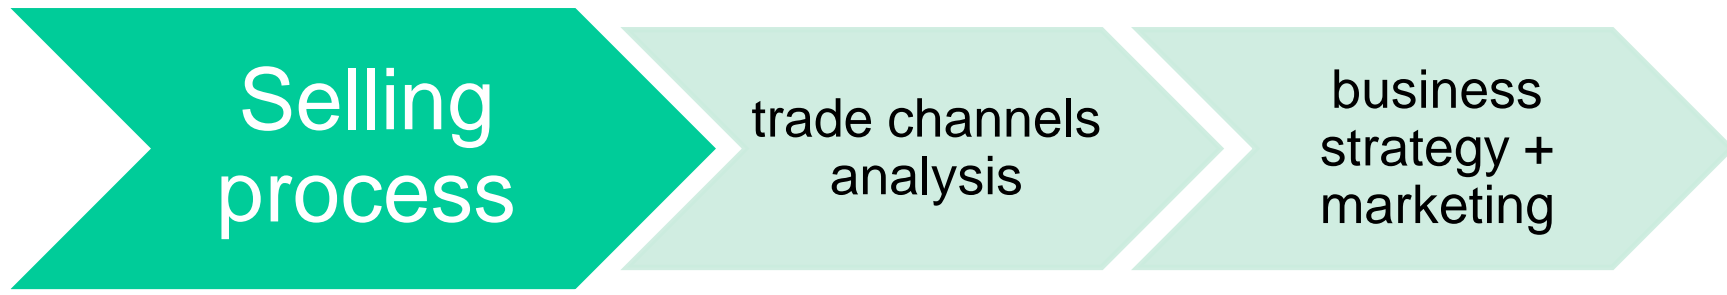 Selling
process
trade channels
analysis
business
strategy +
marketing